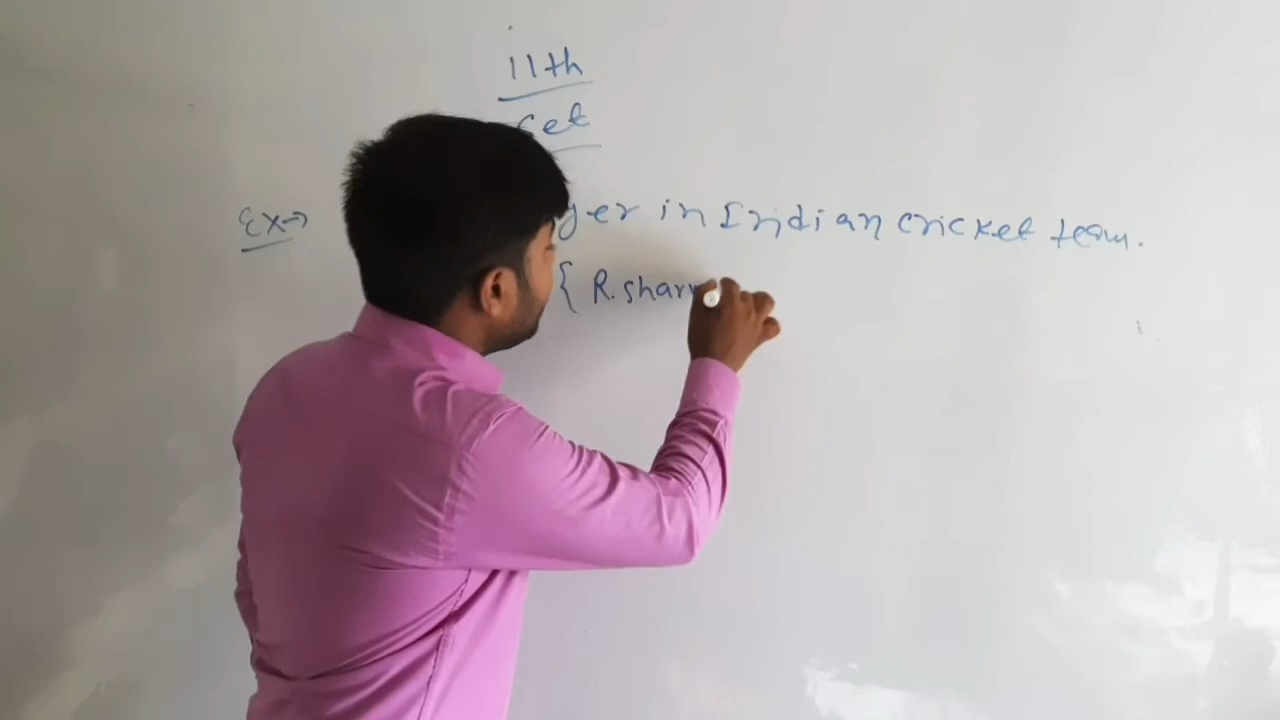 11th
Set
Ex→ yer in Indian cricket team.
{ R. shar